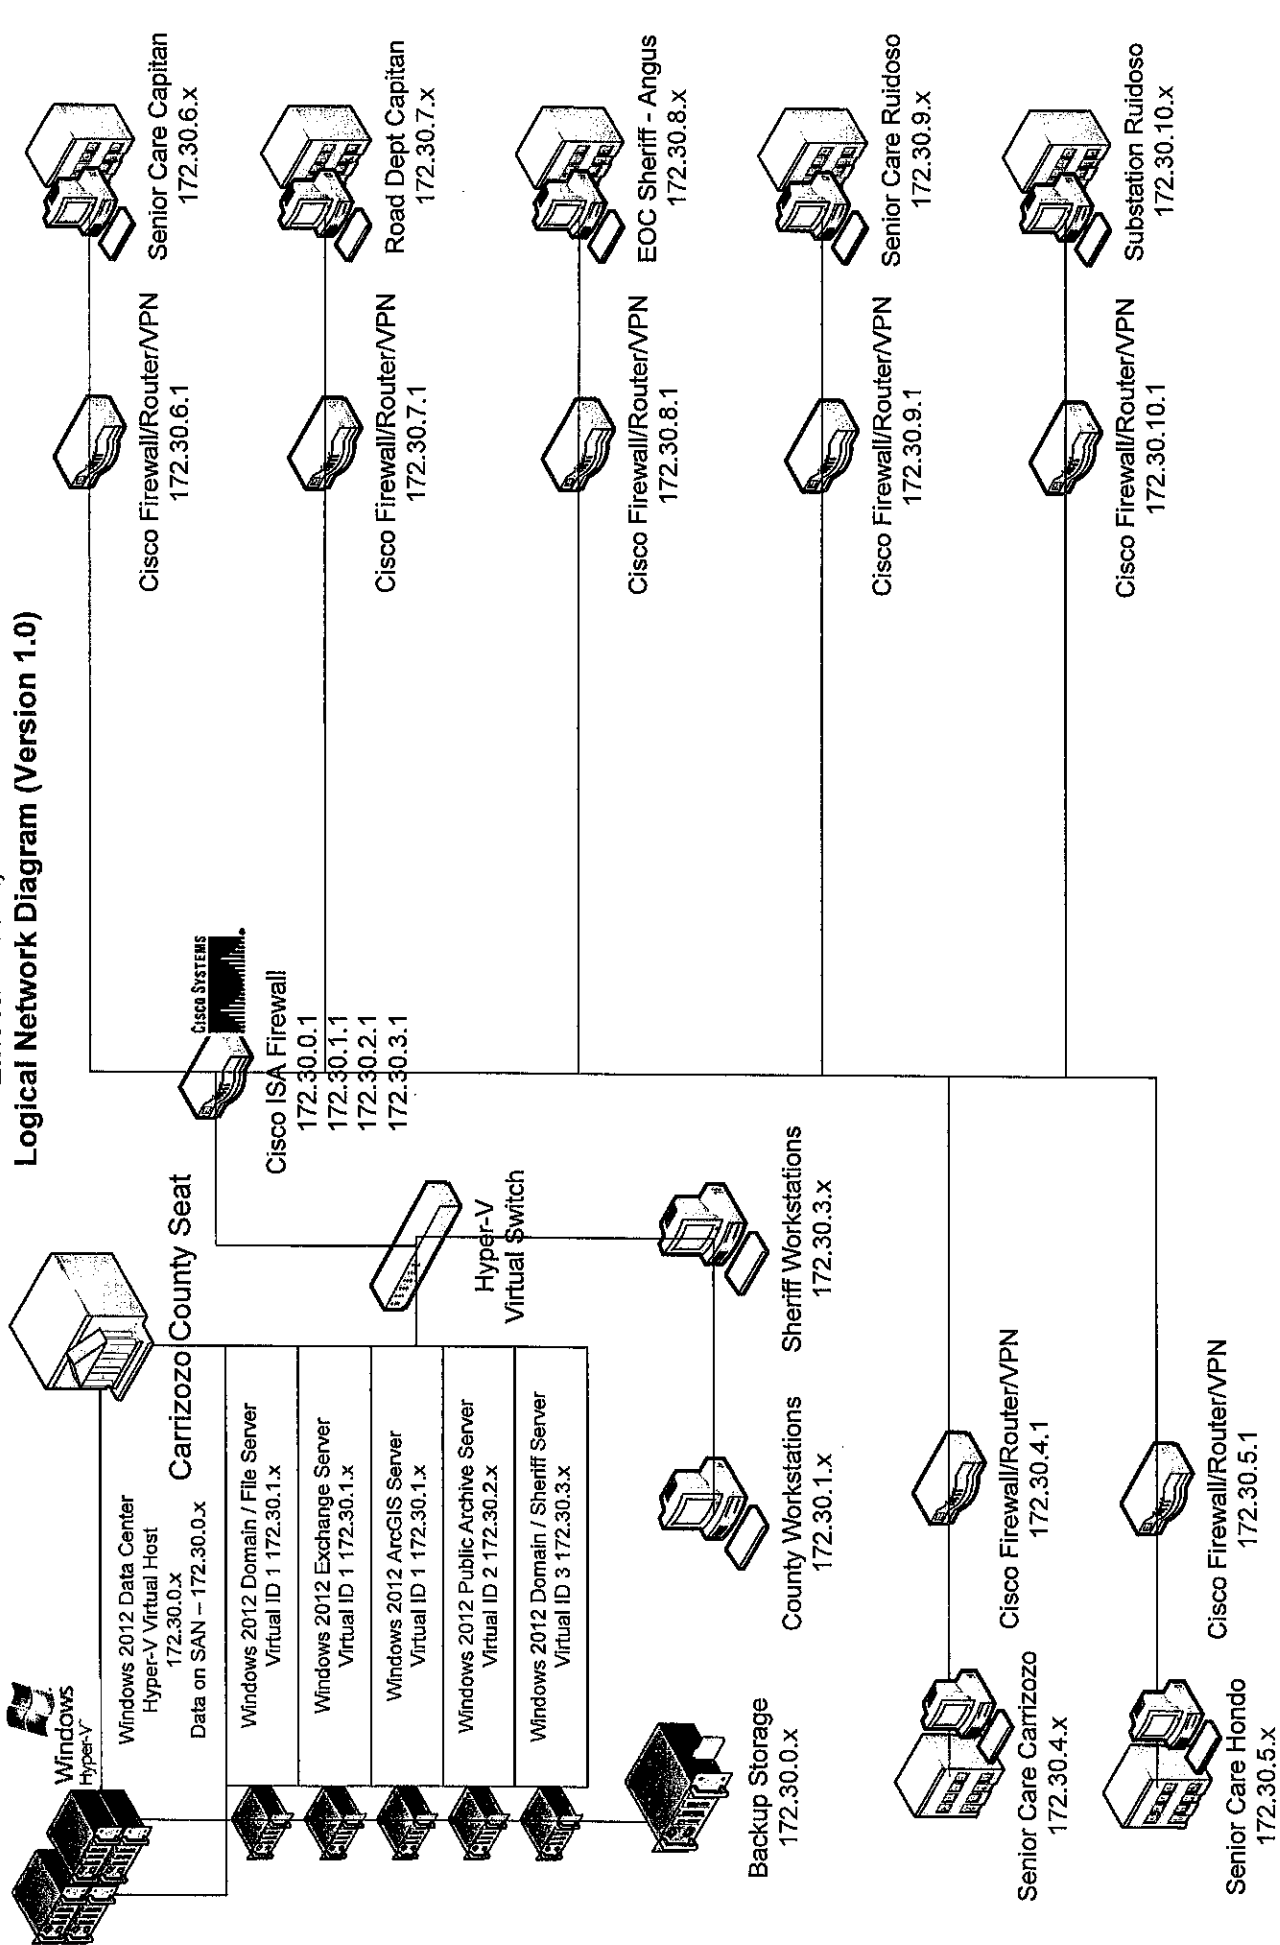 Logical Network Diagram (Version 1.0)
Windows
Hyper-V
Windows 2012 Data Center
Hyper-V Virtual Host
172.30.0.x
Data on SAN – 172.30.0.x
Carrizozo County Seat
Windows 2012 Domain / File Server
Virtual ID 1 172.30.1.x
Windows 2012 Exchange Server
Virtual ID 1 172.30.1.x
Windows 2012 ArcGIS Server
Virtual ID 1 172.30.1.x
Windows 2012 Public Archive Server
Virtual ID 2 172.30.2.x
Windows 2012 Domain / Sheriff Server
Virtual ID 3 172.30.3.x
Backup Storage
172.30.0.x
Hyper-V
Virtual Switch
County Workstations
172.30.1.x
Sheriff Workstations
172.30.3.x
CISCO SYSTEMS
Cisco ISA Firewall
172.30.0.1
172.30.1.1
172.30.2.1
172.30.3.1
Cisco Firewall/Router/VPN
172.30.6.1
Senior Care Capitan
172.30.6.x
Cisco Firewall/Router/VPN
172.30.7.1
Road Dept Capitan
172.30.7.x
Cisco Firewall/Router/VPN
172.30.8.1
EOC Sheriff - Angus
172.30.8.x
Cisco Firewall/Router/VPN
172.30.9.1
Senior Care Ruidoso
172.30.9.x
Cisco Firewall/Router/VPN
172.30.10.1
Substation Ruidoso
172.30.10.x
Senior Care Carrizozo
172.30.4.x
Cisco Firewall/Router/VPN
172.30.4.1
Senior Care Hondo
172.30.5.x
Cisco Firewall/Router/VPN
172.30.5.1